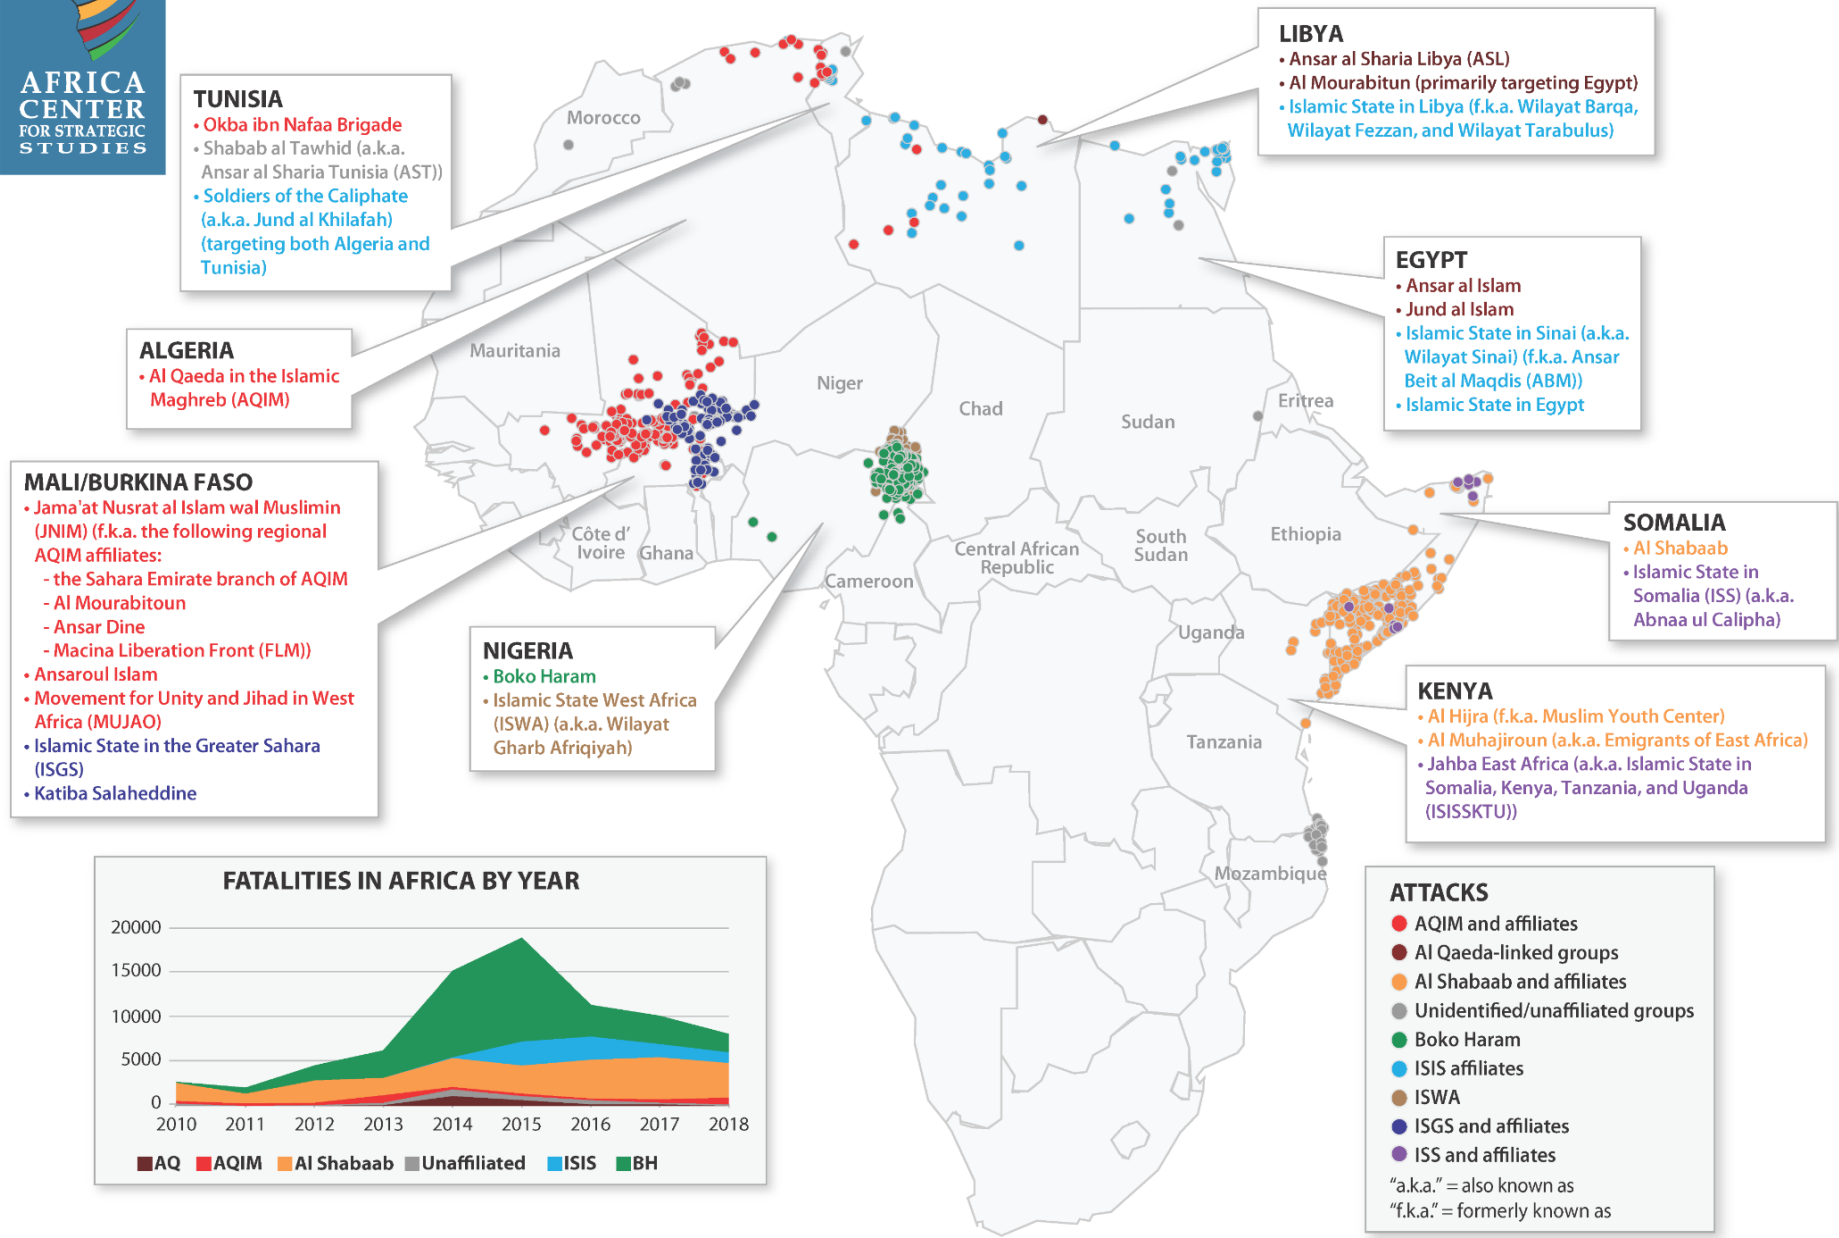 AFRICA
CENTER
FOR STRATEGIC
STUDIES
TUNISIA
• Okba ibn Nafaa Brigade
• Shabab al Tawhid (a.k.a.
Ansar al Sharia Tunisia (AST))
• Soldiers of the Caliphate
(a.k.a. Jund al Khilafah)
(targeting both Algeria and
Tunisia)
LIBYA
• Ansar al Sharia Libya (ASL)
• Al Mourabitun (primarily targeting Egypt)
• Islamic State in Libya (f.k.a. Wilayat Barqa,
Wilayat Fezzan, and Wilayat Tarabulus)
EGYPT
• Ansar al Islam
• Jund al Islam
• Islamic State in Sinai (a.k.a.
Wilayat Sinai) (f.k.a. Ansar
Beit al Maqdis (ABM))
• Islamic State in Egypt
ALGERIA
• Al Qaeda in the Islamic
Maghreb (AQIM)
MALI/BURKINA FASO
• Jama'at Nusrat al Islam wal Muslimin
(JNIM) (f.k.a. the following regional
AQIM affiliates:
- the Sahara Emirate branch of AQIM
- Al Mourabitoun
- Ansar Dine
- Macina Liberation Front (FLM))
• Ansaroul Islam
• Movement for Unity and Jihad in West
Africa (MUJAO)
• Islamic State in the Greater Sahara
(ISGS)
• Katiba Salaheddine
NIGERIA
• Boko Haram
• Islamic State West Africa
(ISWA) (a.k.a. Wilayat
Gharb Afriqiyah)
SOMALIA
• Al Shabaab
• Islamic State in
Somalia (ISS) (a.k.a.
Abnaa ul Calipha)
KENYA
• Al Hijra (f.k.a. Muslim Youth Center)
• Al Muhajiroun (a.k.a. Emigrants of East Africa)
• Jahba East Africa (a.k.a. Islamic State in
Somalia, Kenya, Tanzania, and Uganda
(ISISSKTU))
Morocco
Mauritania
Niger
Chad
Sudan
Eritrea
Côte d'
Ivoire
Ghana
Cameroon
Central African
Republic
South
Sudan
Ethiopia
Uganda
Tanzania
Mozambique
FATALITIES IN AFRICA BY YEAR
20000
15000
10000
5000
0
2010 2011 2012 2013 2014 2015 2016 2017 2018
AQ AQIM Al Shabaab Unaffiliated ISIS BH
ATTACKS
AQIM and affiliates
Al Qaeda-linked groups
Al Shabaab and affiliates
Unidentified/unaffiliated groups
Boko Haram
ISIS affiliates
ISWA
ISGS and affiliates
ISS and affiliates
“a.k.a.” = also known as
“f.k.a.” = formerly known as